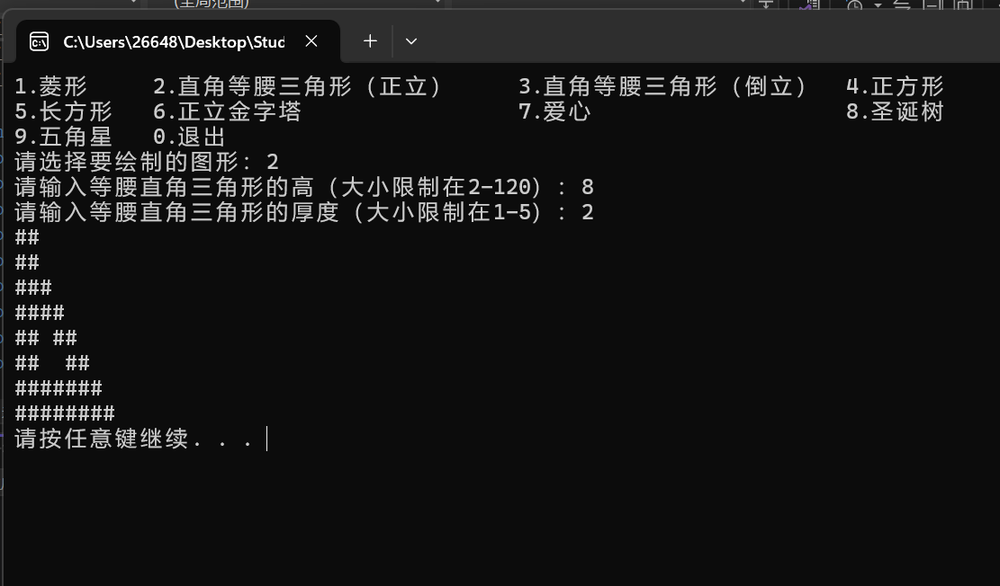 (全局范围)
C:\Users\26648\Desktop\Stud
1.菱形 2.直角等腰三角形（正立） 3.直角等腰三角形（倒立） 4.正方形
5.长方形 6.正立金字塔 7.爱心 8.圣诞树
9.五角星 0.退出
请选择要绘制的图形: 2
请输入等腰直角三角形的高（大小限制在2-120）: 8
请输入等腰直角三角形的厚度（大小限制在1-5）: 2
##
##
###
####
## ##
##  ##
#######
########
请按任意键继续. . .